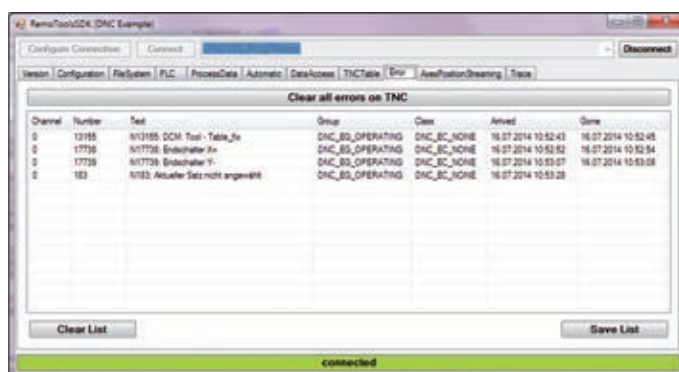 RemoToolsSDK (DNC Example)
Configure Connection Connect Disconnect
Version Configuration FileSystem PLC ProcessData Automatic DataAccess TNCTable Error AxesPositionStreaming Trace
Clear all errors on TNC
Channel Number Text Group Class Arrived Gone
0 13155 N13155: DCM: Tool - Table_fix DNC_EG_OPERATING DNC_EC_NONE 16.07.2014 10:52:43 16.07.2014 10:52:45
0 17738 N17738: Endschalter X+ DNC_EG_OPERATING DNC_EC_NONE 16.07.2014 10:52:52 16.07.2014 10:52:54
0 17739 N17739: Endschalter Y- DNC_EG_OPERATING DNC_EC_NONE 16.07.2014 10:53:07 16.07.2014 10:53:08
0 183 N183: Aktueller Satz nicht angewählt DNC_EG_OPERATING DNC_EC_NONE 16.07.2014 10:53:28
Clear List Save List
connected